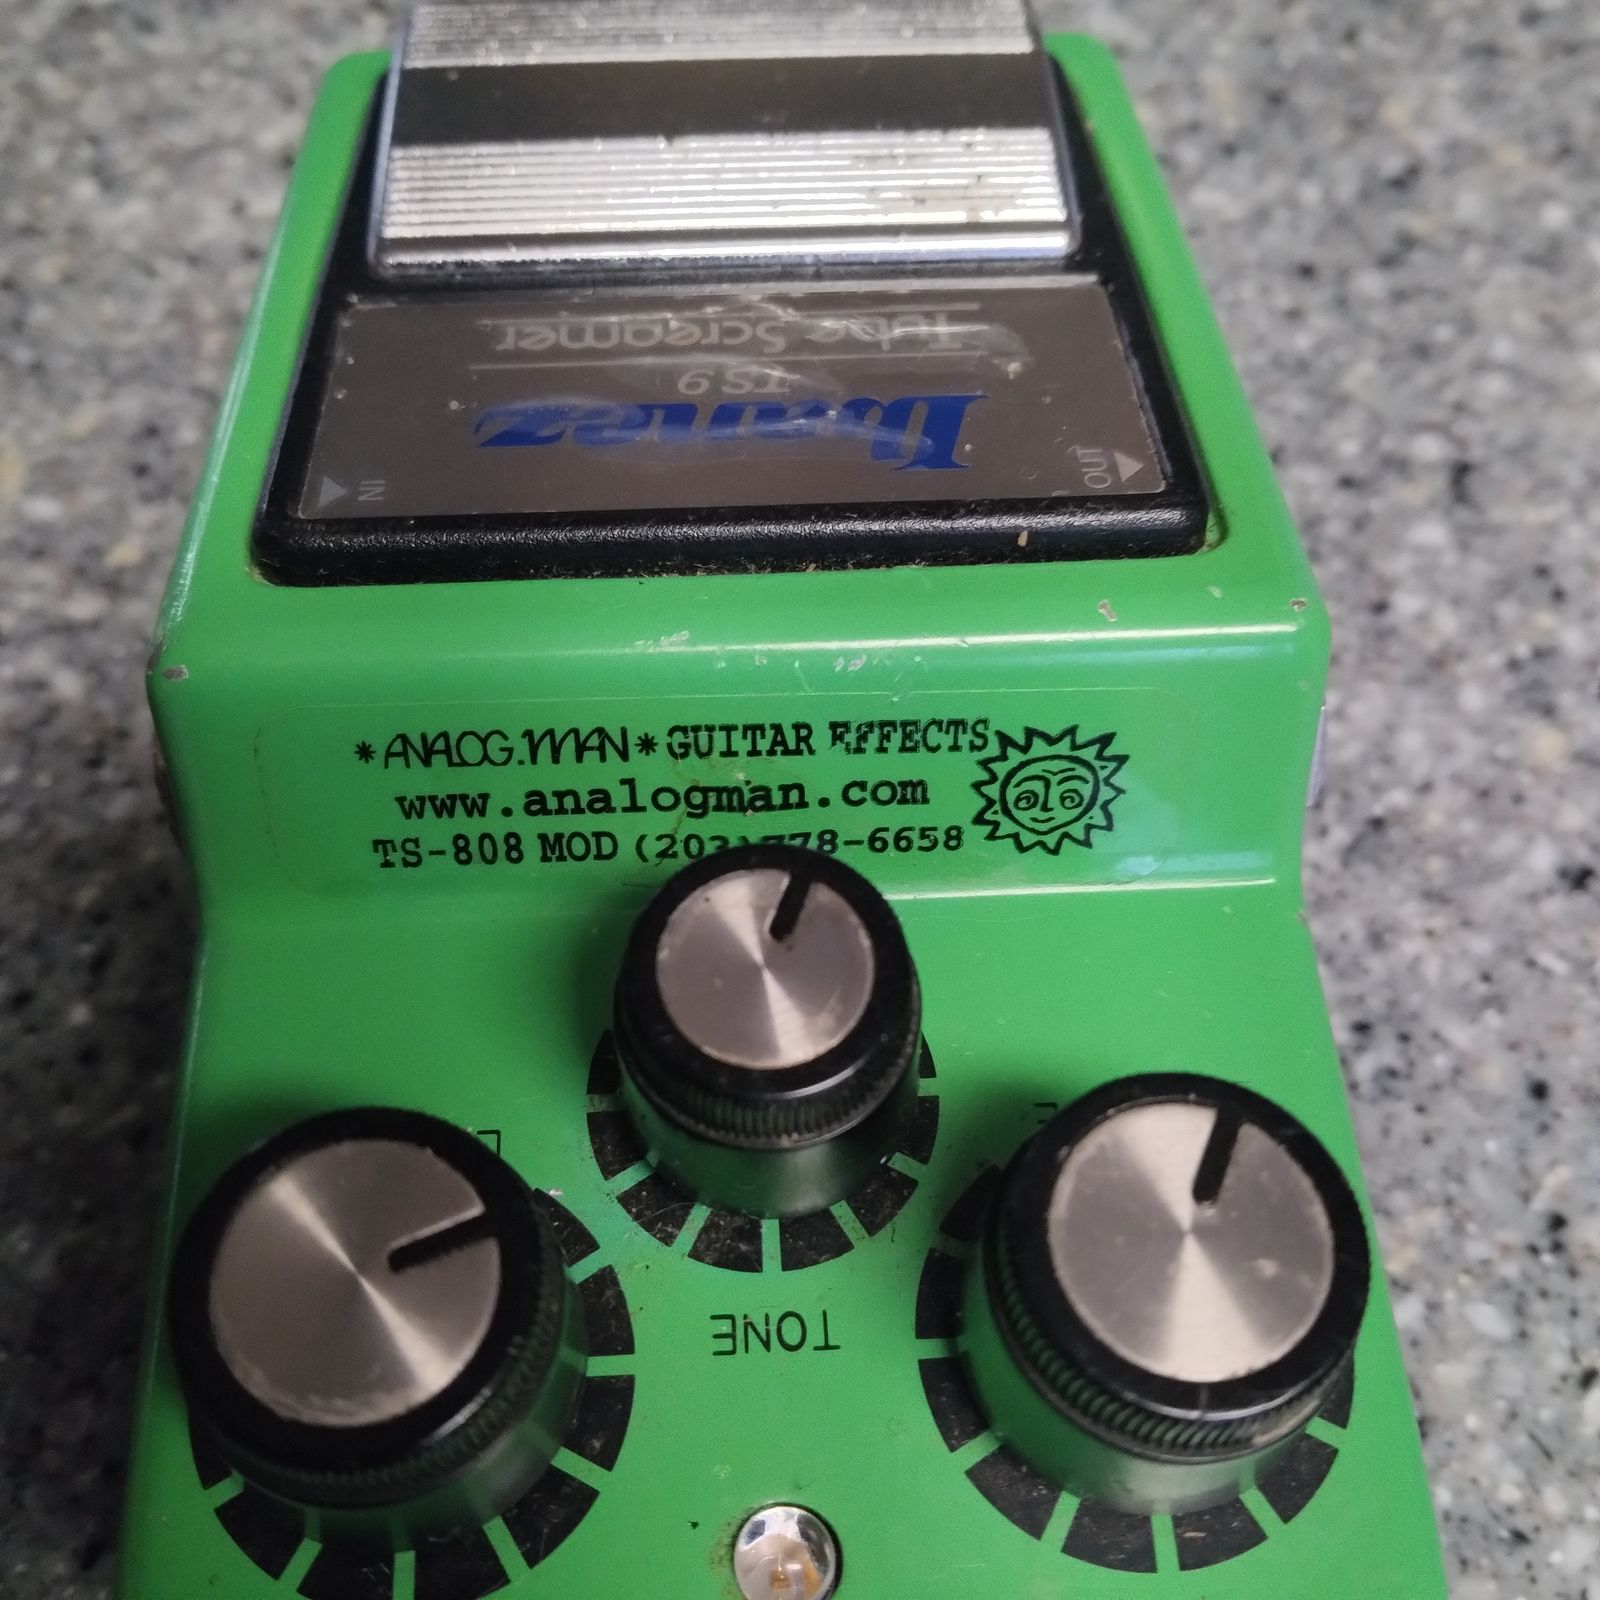 Tube Screamer
TS9
Ibanez
IN
OUT
*ANALOG.MAN*GUITAR EFFECTS
www.analogman.com
TS-808 MOD (203)778-6658
TONE